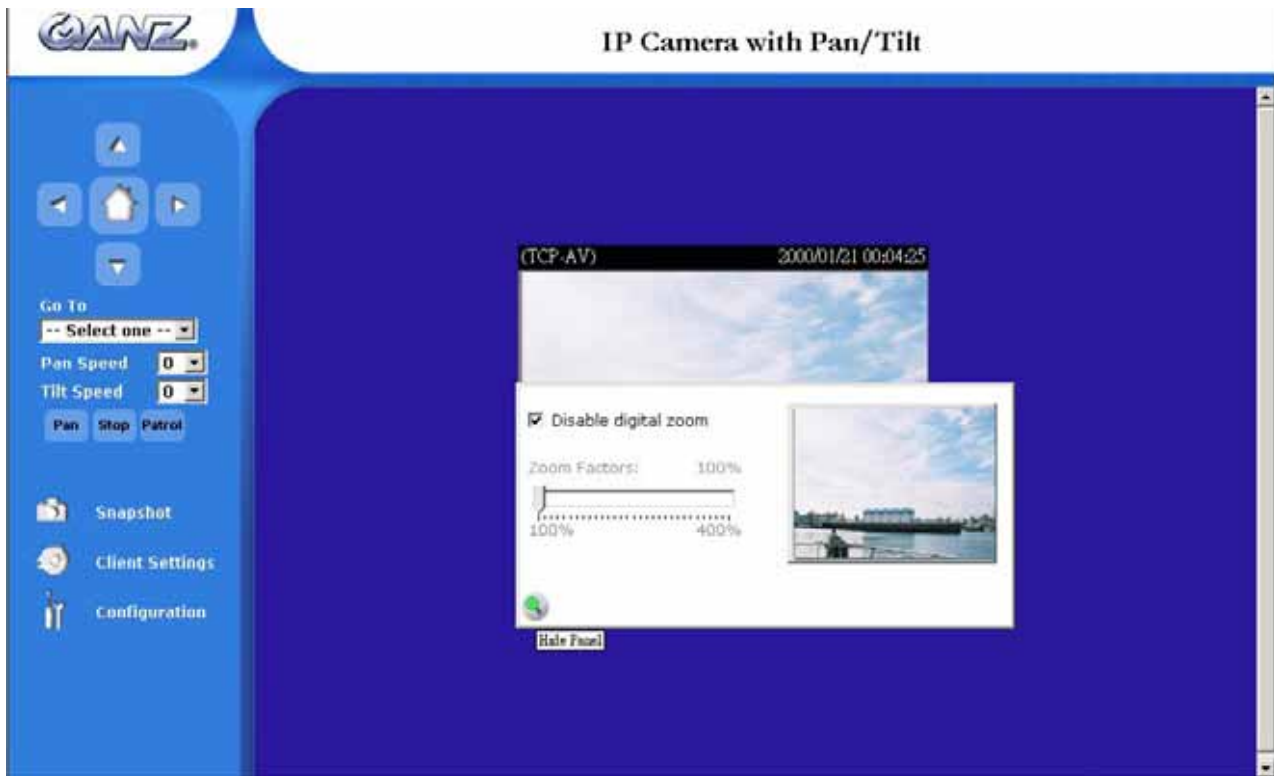 GANZ®
IP Camera with Pan/Tilt
Go To
-- Select one --
Pan Speed 0
Tilt Speed 0
Pan Stop Patrol
Snapshot
Client Settings
Configuration
(TCP-AV) 2000/01/21 00:04:25
Disable digital zoom
Zoom Factors: 100%
100% 400%
Hide Panel